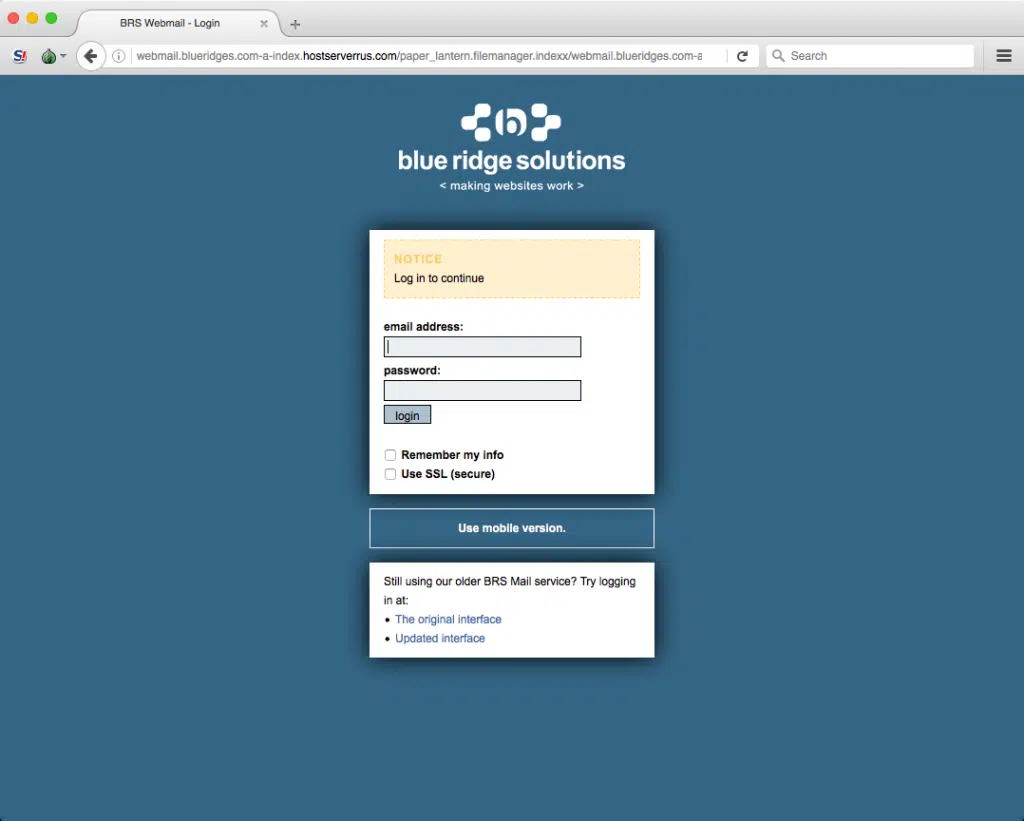 BRS Webmail - Login
S!
webmail.blueridges.com-a-index.hostserverrus.com/paper_lantern.filemanager.indexx/webmail.blueridges.com-a
Search
b
blue ridge solutions
< making websites work >
NOTICE
Log in to continue
email address:
password:
login
Remember my info
Use SSL (secure)
Use mobile version.
Still using our older BRS Mail service? Try logging
in at:
• The original interface
• Updated interface